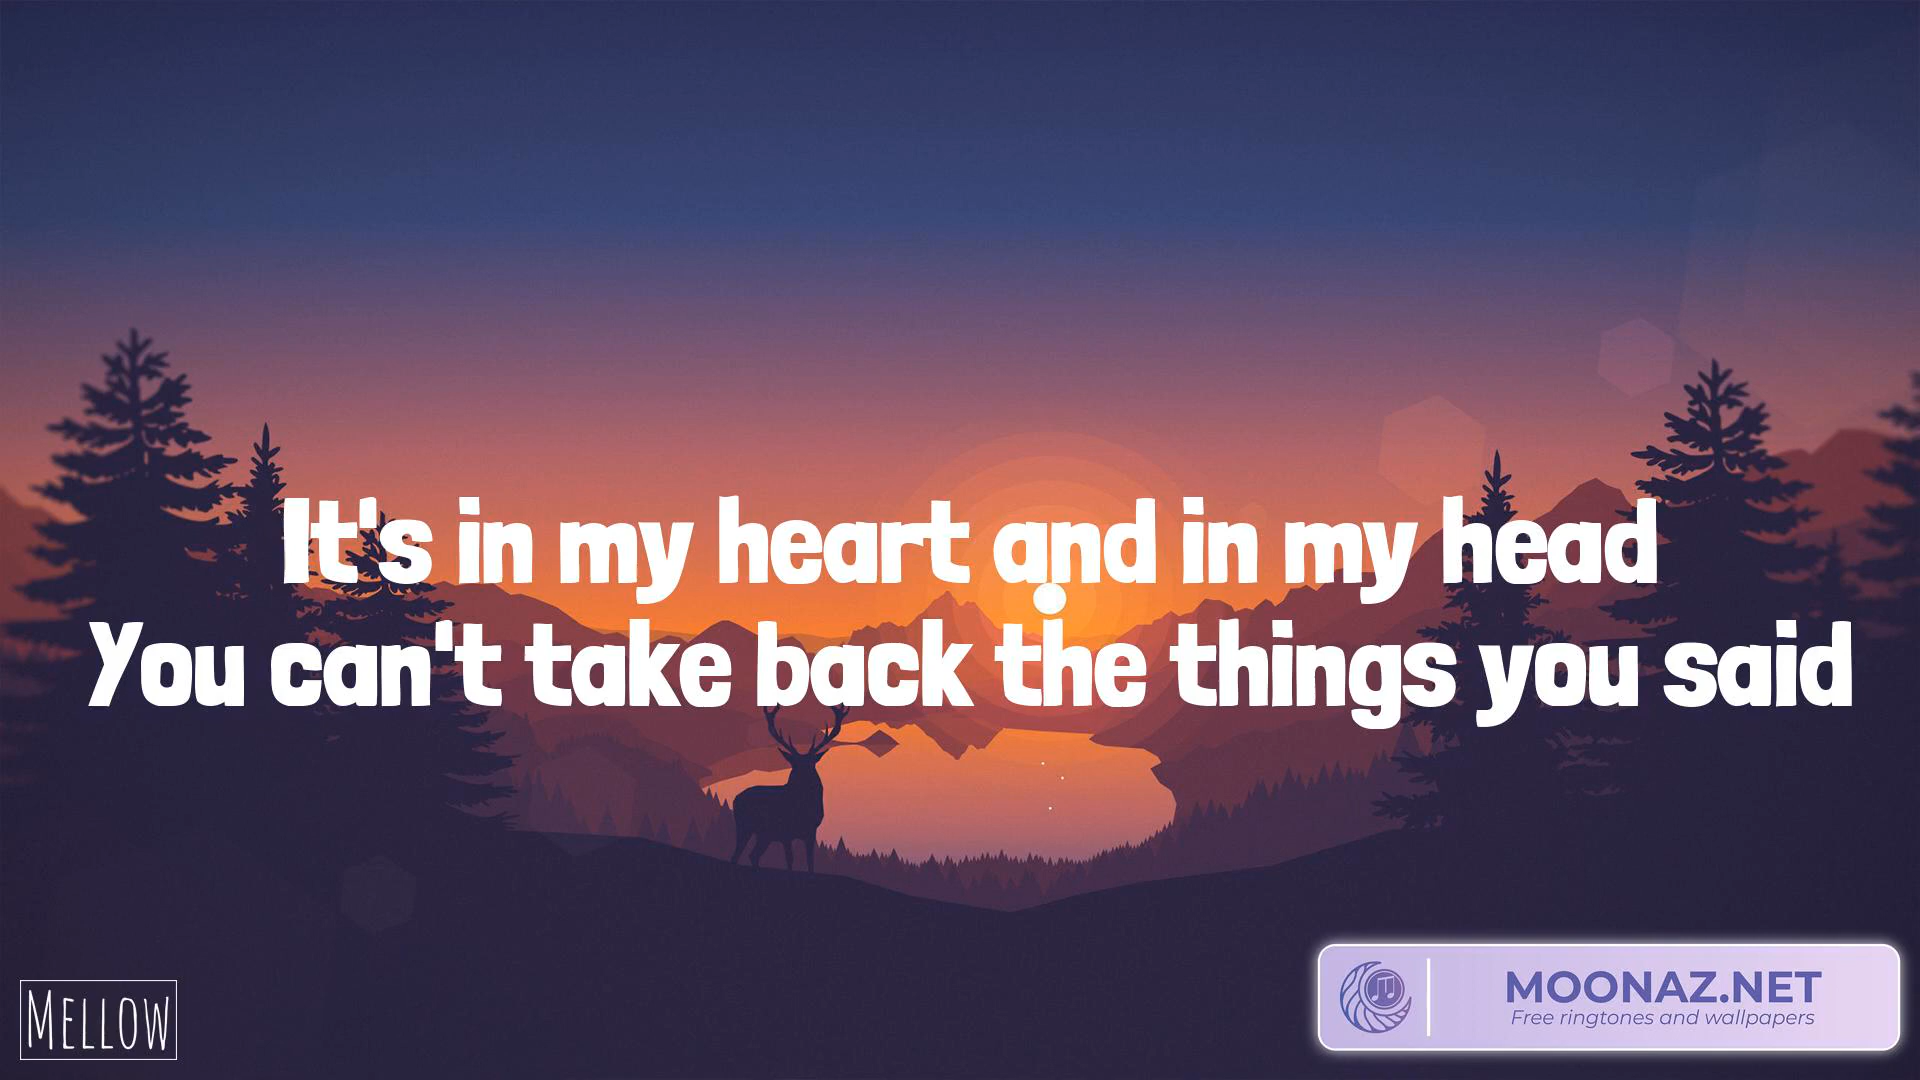 It's in my heart and in my head
You can't take back the things you said
MELLOW
MOONAZ.NET
Free ringtones and wallpapers